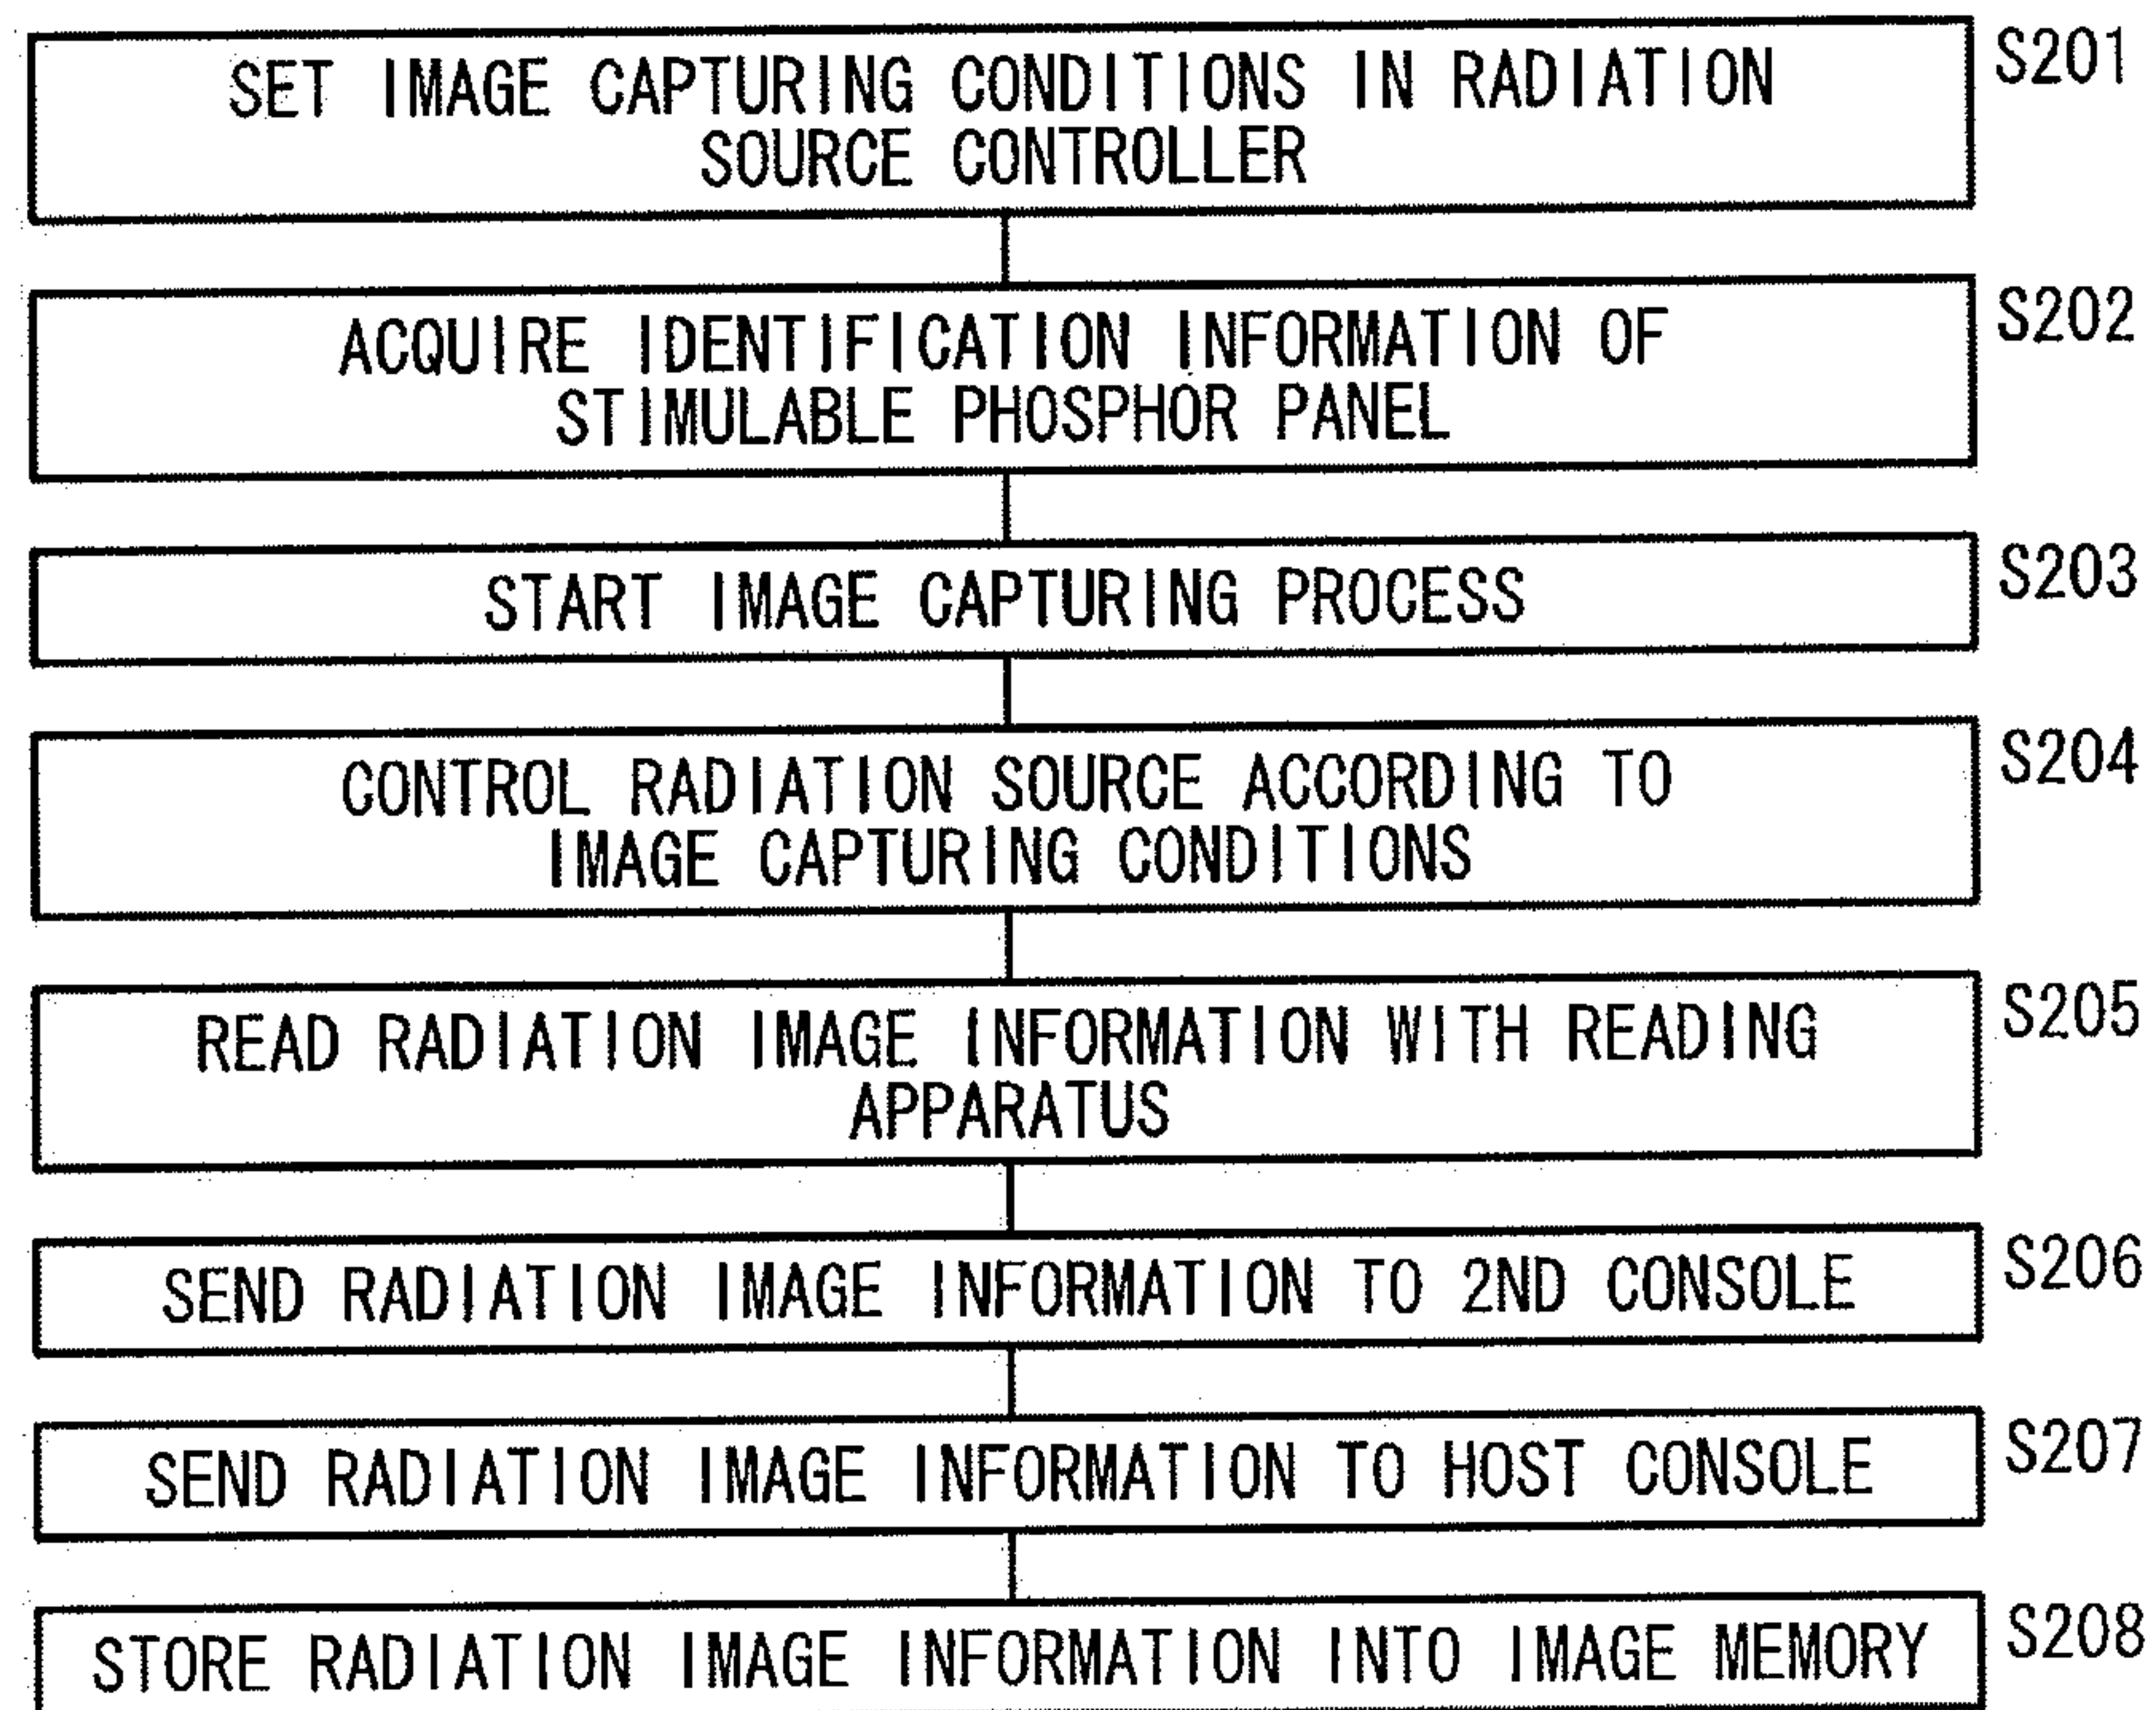 SET IMAGE CAPTURING CONDITIONS IN RADIATION
SOURCE CONTROLLER
S201
ACQUIRE IDENTIFICATION INFORMATION OF
STIMULABLE PHOSPHOR PANEL
S202
START IMAGE CAPTURING PROCESS
S203
CONTROL RADIATION SOURCE ACCORDING TO
IMAGE CAPTURING CONDITIONS
S204
READ RADIATION IMAGE INFORMATION WITH READING
APPARATUS
S205
SEND RADIATION IMAGE INFORMATION TO 2ND CONSOLE
S206
SEND RADIATION IMAGE INFORMATION TO HOST CONSOLE
S207
STORE RADIATION IMAGE INFORMATION INTO IMAGE MEMORY
S208